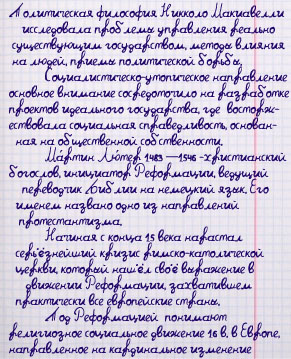 Политическая философия Никколо Макиавелли
исследовала проблемы управления реально
существующим государством, методы влияния
на людей, приемы политической борьбы.
Социалистическо-утопическое направление
основное внимание сосредоточило на разработке
проектов идеального государства, где восторж-
ествовала социальная справедливость, основан-
ная на общественной собственности.
Мартин Лютер 1483 — 1546 - христианский
богослов, инициатор Реформации, ведущий
переводчик Библии на немецкий язык. Его
именем названо одно из направлений
протестантизма.
Начиная с конца 15 века нарастал
серьёзнейший кризис римско-католической
церкви, который нашёл своё выражение в
движении Реформации, захватившем
практически все европейские страны.
Под Реформацией понимают
религиозное социальное движение 16 в. в Европе,
направленное на кардинальное изменение